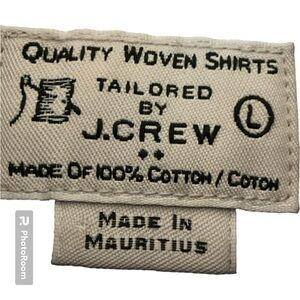 QUALITY WOVEN SHIRTS
TAILORED
BY
J.CREW
L
MADE OF 100% COTTON / COTON
MADE IN
MAURITIUS
PhotoRoom